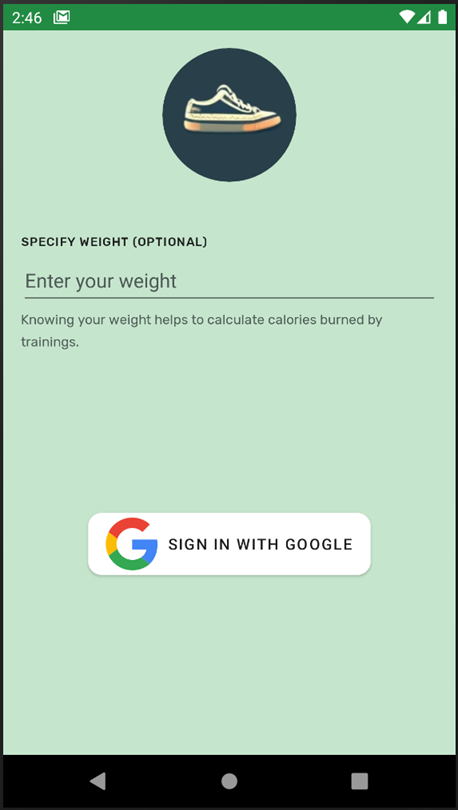 2:46
SPECIFY WEIGHT (OPTIONAL)
Enter your weight
Knowing your weight helps to calculate calories burned by
trainings.
SIGN IN WITH GOOGLE